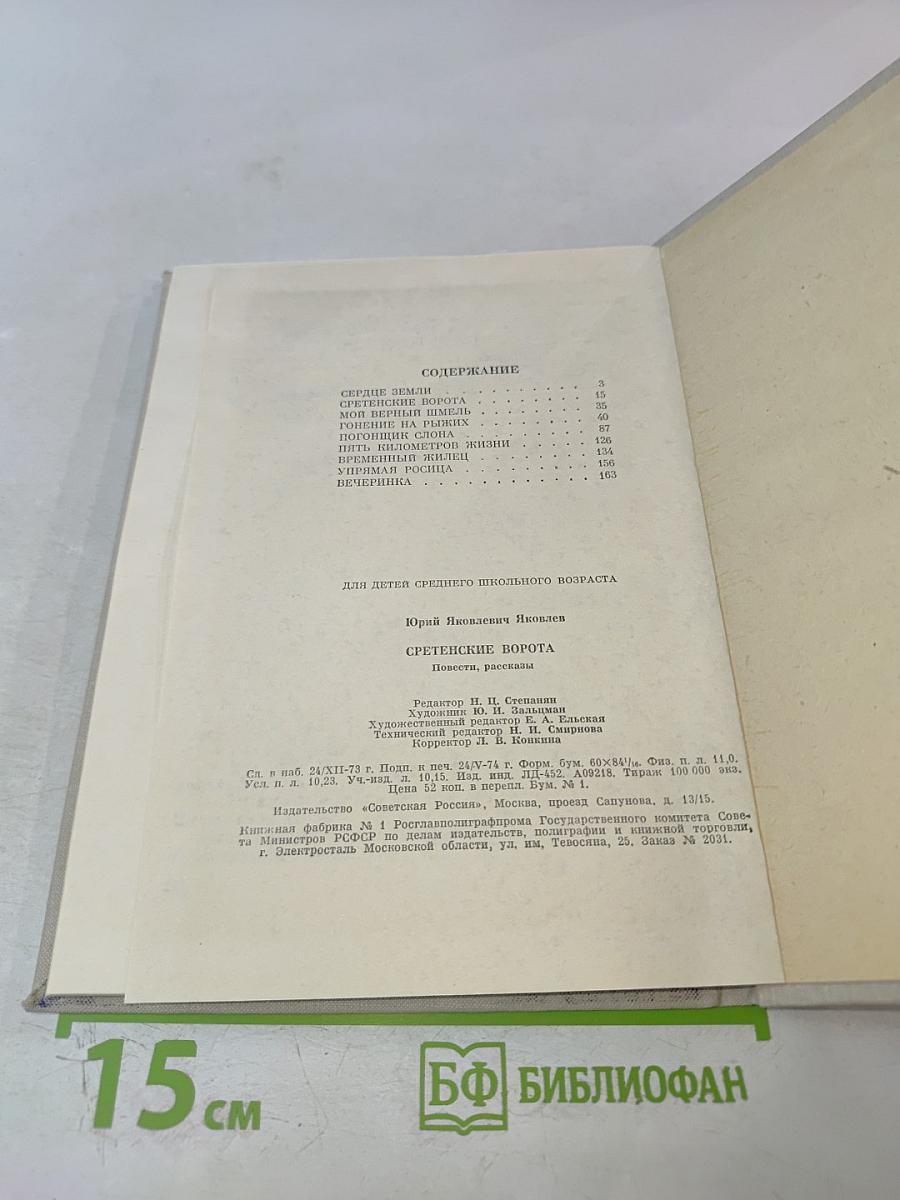 СОДЕРЖАНИЕ
СЕРДЦЕ ЗЕМЛИ . . . . . . . . . . 3
СРЕТЕНСКИЕ ВОРОТА . . . . . . . . 15
МОЙ ВЕРНЫЙ ШМЕЛЬ . . . . . . . . 35
ГОНЕНИЕ НА РЫЖИХ . . . . . . . . 40
ПОГОНЩИК СЛОНА . . . . . . . . . 87
ПЯТЬ КИЛОМЕТРОВ ЖИЗНИ . . . . . 126
ВРЕМЕННЫЙ ЖИЛЕЦ . . . . . . . . 134
УПРЯМАЯ РОСИЦА . . . . . . . . . 156
ВЕЧЕРИНКА . . . . . . . . . . . . 163
ДЛЯ ДЕТЕЙ СРЕДНЕГО ШКОЛЬНОГО ВОЗРАСТА
Юрий Яковлевич Яковлев
СРЕТЕНСКИЕ ВОРОТА
Повести, рассказы
Редактор Н. Ц. Степанян
Художник Ю. И. Зальцман
Художественный редактор Е. А. Ельская
Технический редактор Н. И. Смирнова
Корректор Л. В. Конкина
Сд. в наб. 24/XII-73 г. Подп. к печ. 24/V-74 г. Форм. бум. 60×84¹/₁₆. Физ. п. л. 11,0.
Усл. п. л. 10,23. Уч.-изд. л. 10,15. Изд. инд. ЛД-452. А09218. Тираж 100 000 экз.
Цена 52 коп. в перепл. Бум. № 1.
Издательство «Советская Россия», Москва, проезд Сапунова, д. 13/15.
Книжная фабрика № 1 Росглавполиграфпрома Государственного комитета Сове-
та Министров РСФСР по делам издательств, полиграфии и книжной торговли,
г. Электросталь Московской области, ул. им, Тевосяна, 25. Заказ № 2031.
15 см
БФ БИБЛИОФАН